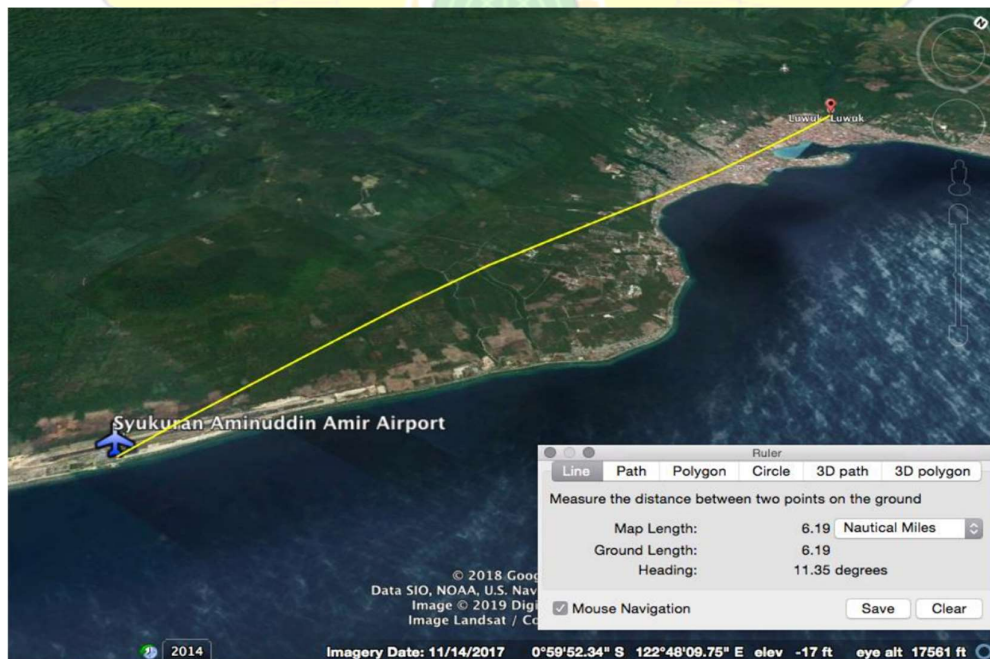 N
Luwuk Luwuk
Syukuran Aminuddin Amir Airport
Ruler
Line Path Polygon Circle 3D path 3D polygon
Measure the distance between two points on the ground
Map Length: 6.19 Nautical Miles
Ground Length: 6.19
Heading: 11.35 degrees
Mouse Navigation Save Clear
© 2018 Goog
Data SIO, NOAA, U.S. Nav
Image © 2019 Digi
Image Landsat / Co
2014 Imagery Date: 11/14/2017 0°59'52.34" S 122°48'09.75" E elev -17 ft eye alt 17561 ft